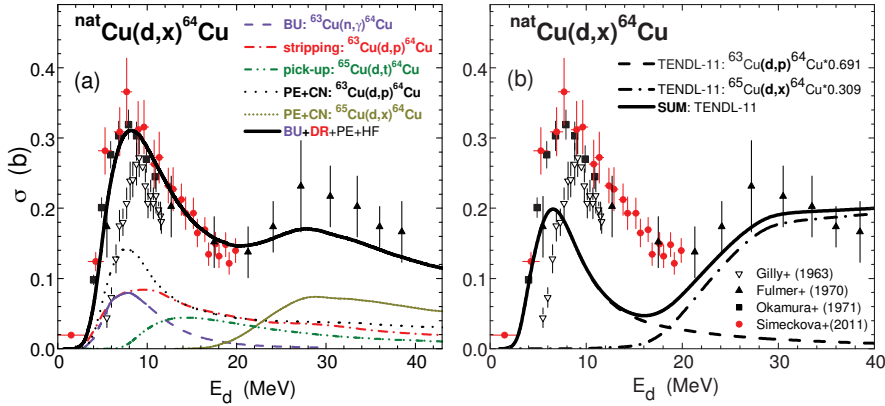 natCu(d,x)64Cu
(a)
BU: 63Cu(n,γ)64Cu
stripping: 63Cu(d,p)64Cu
pick-up: 65Cu(d,t)64Cu
PE+CN: 63Cu(d,p)64Cu
PE+CN: 65Cu(d,x)64Cu
BU+DR+PE+HF
σ (b)
0.4
0.3
0.2
0.1
0.0
0 10 20 30 40
E_d (MeV)
natCu(d,x)64Cu
(b)
TENDL-11: 63Cu(d,p)64Cu*0.691
TENDL-11: 65Cu(d,x)64Cu*0.309
SUM: TENDL-11
Gilly+ (1963)
Fulmer+ (1970)
Okamura+ (1971)
Simeckova+(2011)
0 10 20 30 40
E_d (MeV)